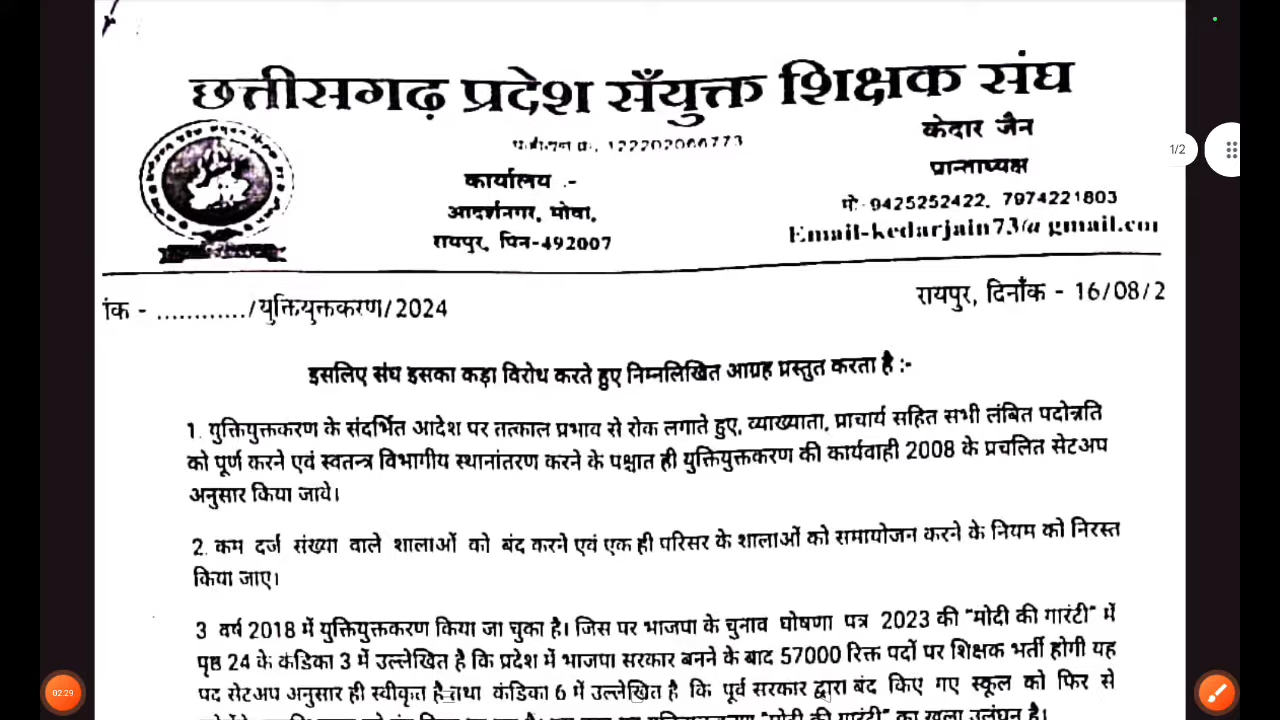 छत्तीसगढ़ प्रदेश सँयुक्त शिक्षक संघ
केदार जैन
प्रान्ताध्यक्ष
मो - 9425252422, 7974221803
Email-kedarjain73@gmail.com
कार्यालय :-
आदर्शनगर, मोवा,
रायपुर, पिन-492007
1/2
ंक - ............/युक्तियुक्तकरण/2024
रायपुर, दिनाँक - 16/08/2
इसलिए संघ इसका कड़ा विरोध करते हुए निम्नलिखित आग्रह प्रस्तुत करता है :-
1. युक्तियुक्तकरण के संदर्भित आदेश पर तत्काल प्रभाव से रोक लगाते हुए, व्याख्याता, प्राचार्य सहित सभी लंबित पदोन्नति
को पूर्ण करने एवं स्वतन्त्र विभागीय स्थानांतरण करने के पश्चात ही युक्तियुक्तकरण की कार्यवाही 2008 के प्रचलित सेटअप
अनुसार किया जावे।
2. कम दर्ज संख्या वाले शालाओं को बंद करने एवं एक ही परिसर के शालाओं को समायोजन करने के नियम को निरस्त
किया जाए।
3 वर्ष 2018 में युक्तियुक्तकरण किया जा चुका है। जिस पर भाजपा के चुनाव घोषणा पत्र 2023 की "मोदी की गारंटी" में
पृष्ठ 24 के कंडिका 3 में उल्लेखित है कि प्रदेश में भाजपा सरकार बनने के बाद 57000 रिक्त पदों पर शिक्षक भर्ती होगी यह
पद सेटअप अनुसार ही स्वीकृत है तथा कंडिका 6 में उल्लेखित है कि पूर्व सरकार द्वारा बंद किए गए स्कूल को फिर से
"मोदी की गारंटी" का खुला उलंघन है।
02:29